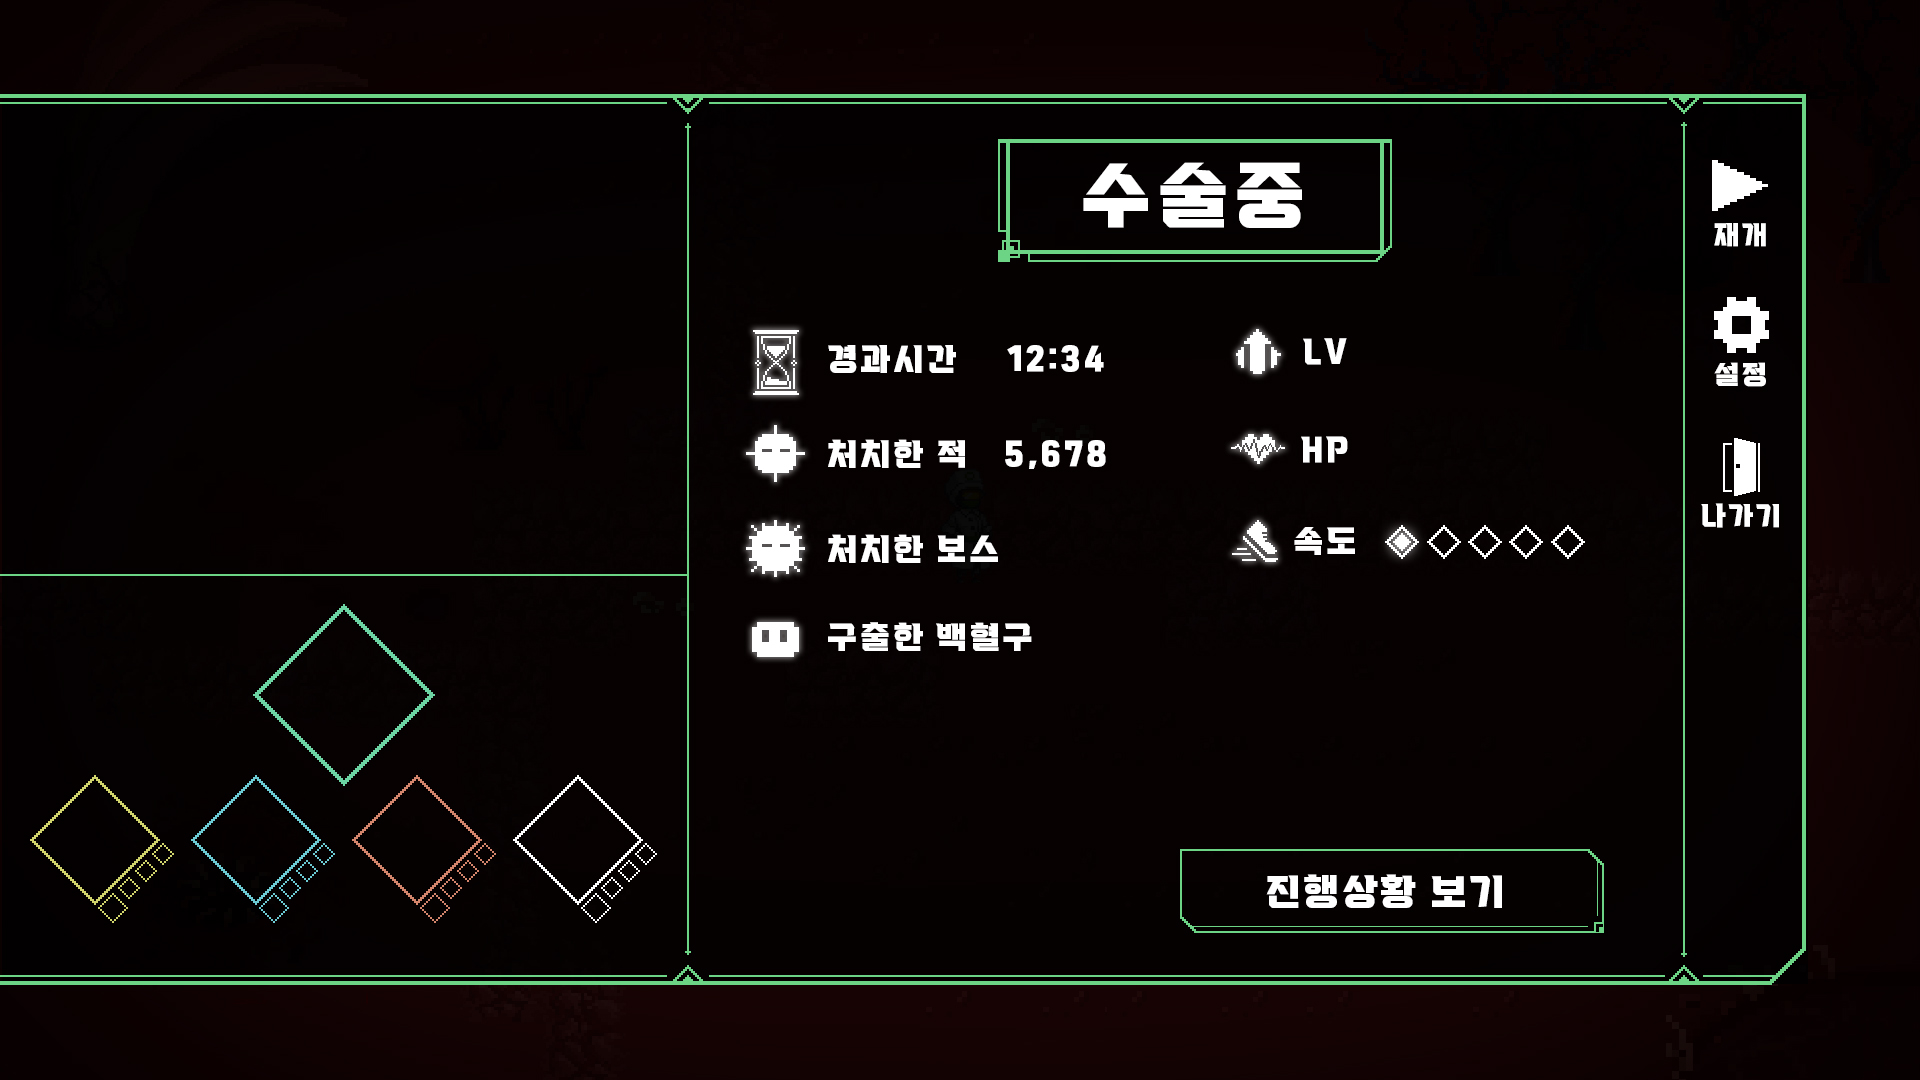 수술중
경과시간 12:34
처치한 적 5,678
처치한 보스
구출한 백혈구
LV
HP
속도
진행상황 보기
재개
설정
나가기